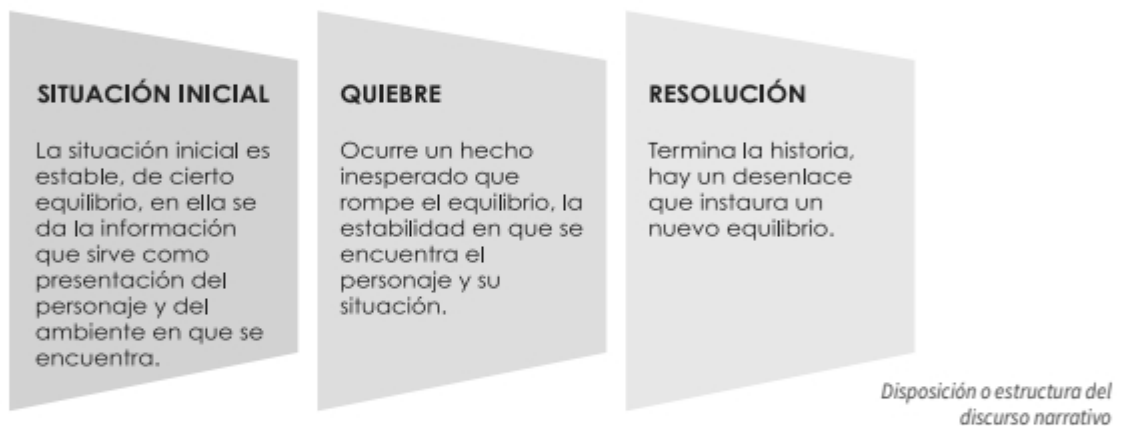 SITUACIÓN INICIAL
La situación inicial es
estable, de cierto
equilibrio, en ella se
da la información
que sirve como
presentación del
personaje y del
ambiente en que se
encuentra.
QUIEBRE
Ocurre un hecho
inesperado que
rompe el equilibrio, la
estabilidad en que se
encuentra el
personaje y su
situación.
RESOLUCIÓN
Termina la historia,
hay un desenlace
que instaura un
nuevo equilibrio.
Disposición o estructura del
discurso narrativo